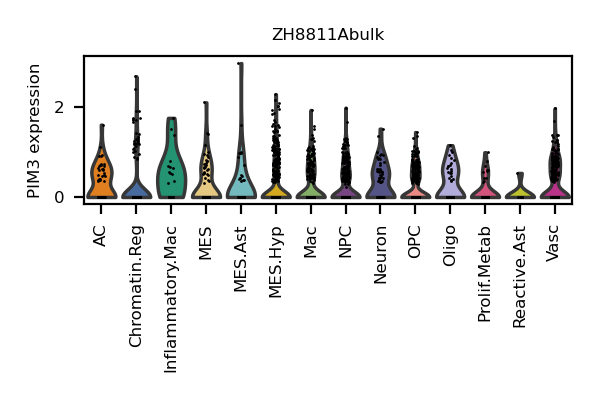 ZH8811Abulk
PIM3 expression
2
0
AC
Chromatin.Reg
Inflammatory.Mac
MES
MES.Ast
MES.Hyp
Mac
NPC
Neuron
OPC
Oligo
Prolif.Metab
Reactive.Ast
Vasc